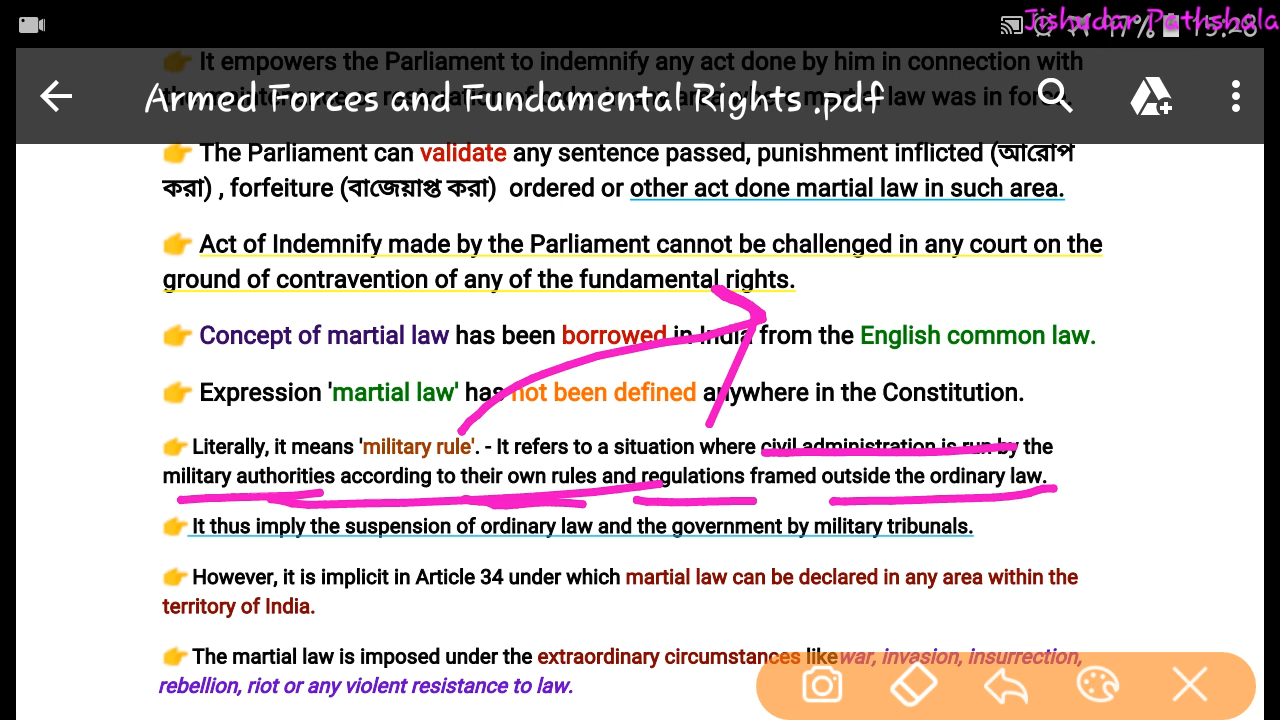 Jishudar Pathshala
97% 15:28
👉 It empowers the Parliament to indemnify any act done by him in connection with
law was in force.
Armed Forces and Fundamental Rights .pdf
👉 The Parliament can validate any sentence passed, punishment inflicted (আরোপ
করা) , forfeiture (বাজেয়াপ্ত করা) ordered or other act done martial law in such area.
👉 Act of Indemnify made by the Parliament cannot be challenged in any court on the
ground of contravention of any of the fundamental rights.
👉 Concept of martial law has been borrowed in India from the English common law.
👉 Expression 'martial law' has not been defined anywhere in the Constitution.
👉 Literally, it means 'military rule'. - It refers to a situation where civil administration is run by the
military authorities according to their own rules and regulations framed outside the ordinary law.
👉 It thus imply the suspension of ordinary law and the government by military tribunals.
👉 However, it is implicit in Article 34 under which martial law can be declared in any area within the
territory of India.
👉 The martial law is imposed under the extraordinary circumstances like war, invasion, insurrection,
rebellion, riot or any violent resistance to law.